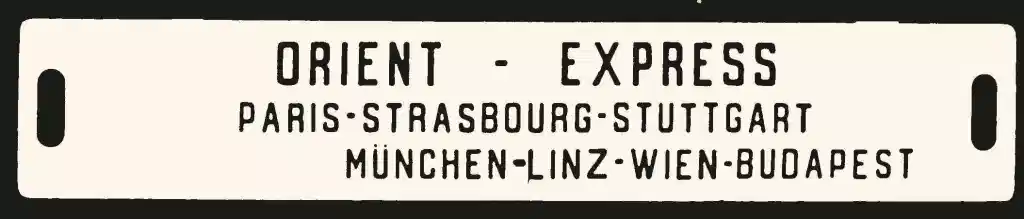 ORIENT - EXPRESS
PARIS-STRASBOURG-STUTTGART
MÜNCHEN-LINZ-WIEN-BUDAPEST